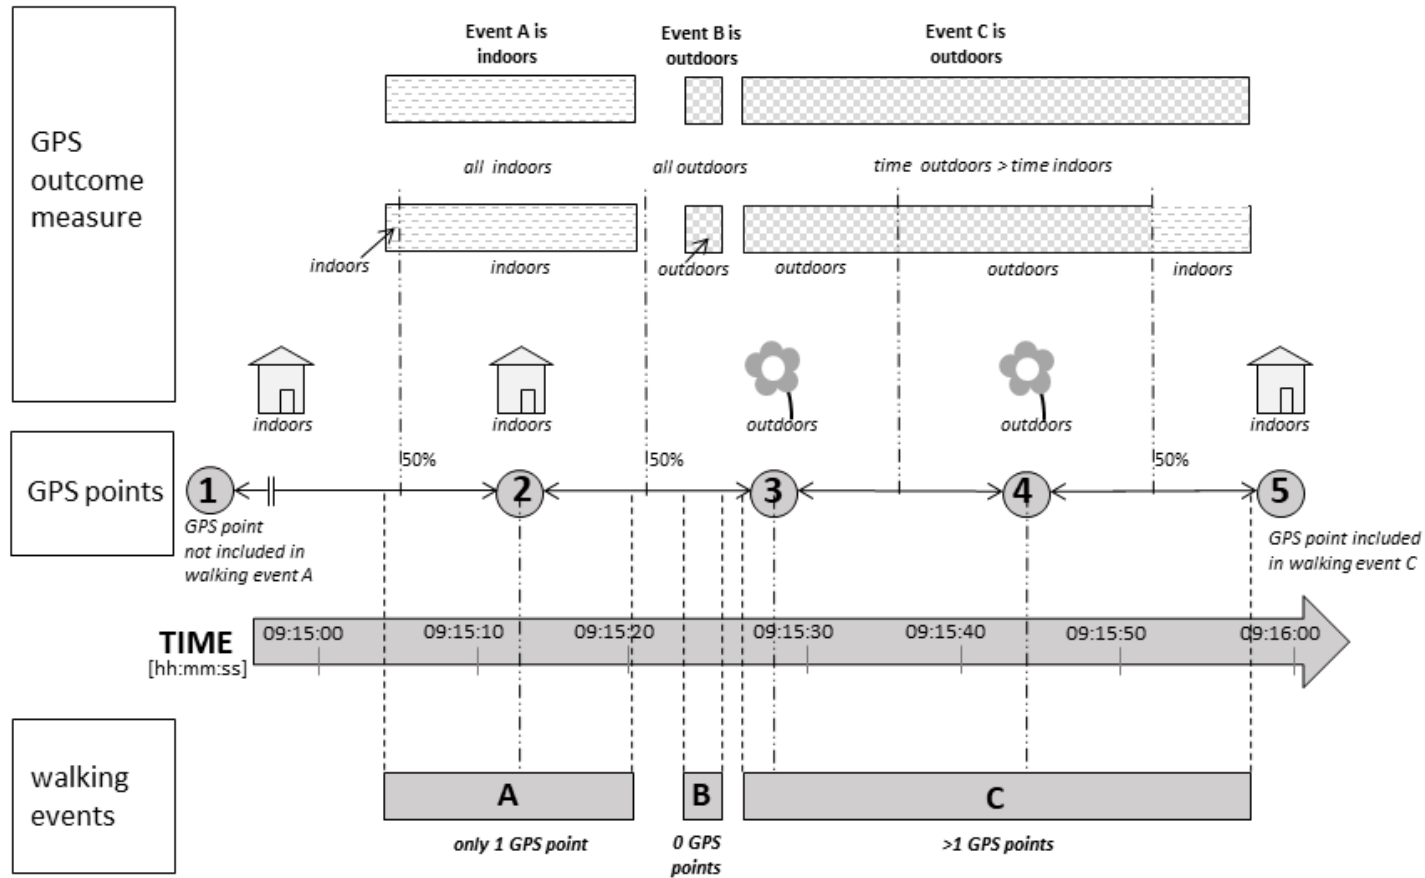 Event A is
indoors
Event B is
outdoors
Event C is
outdoors
GPS
outcome
measure
all indoors
all outdoors
time outdoors > time indoors
indoors
indoors
outdoors
outdoors
outdoors
indoors
indoors
indoors
outdoors
outdoors
indoors
50%
50%
50%
GPS points
1
2
3
4
5
GPS point
not included in
walking event A
GPS point included
in walking event C
TIME
[hh:mm:ss]
09:15:00
09:15:10
09:15:20
09:15:30
09:15:40
09:15:50
09:16:00
walking
events
A
B
C
only 1 GPS point
0 GPS
points
>1 GPS points